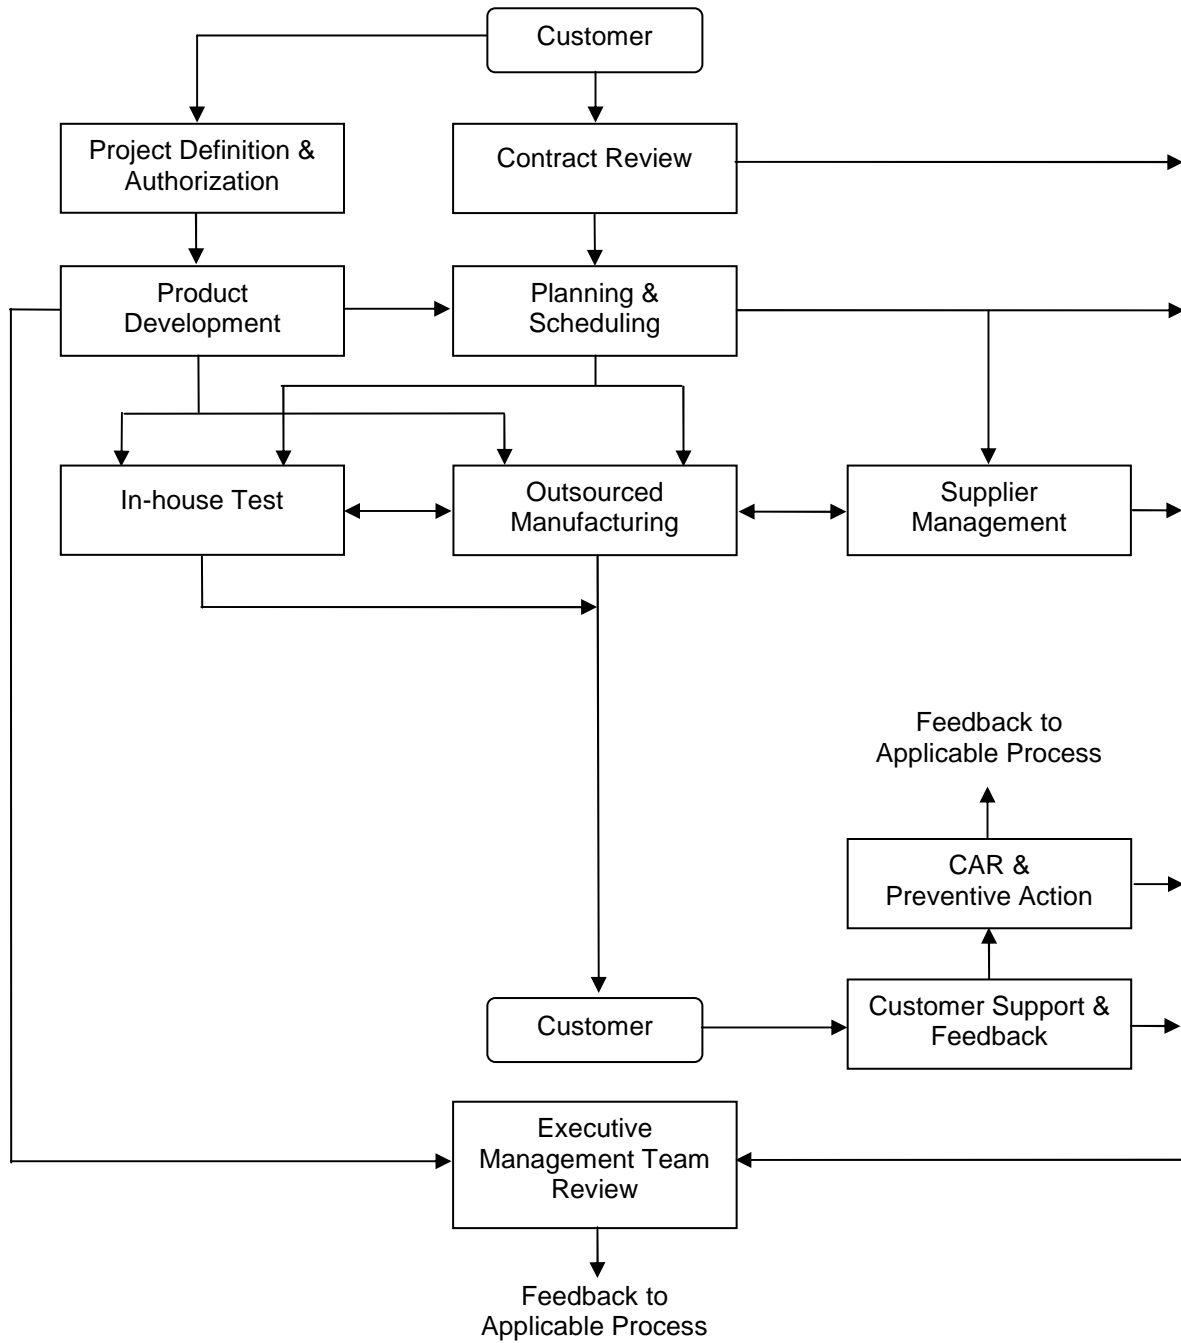 Customer
Project Definition &
Authorization
Contract Review
Product
Development
Planning &
Scheduling
In-house Test
Outsourced
Manufacturing
Supplier
Management
Feedback to
Applicable Process
CAR &
Preventive Action
Customer
Customer Support &
Feedback
Executive
Management Team
Review
Feedback to
Applicable Process